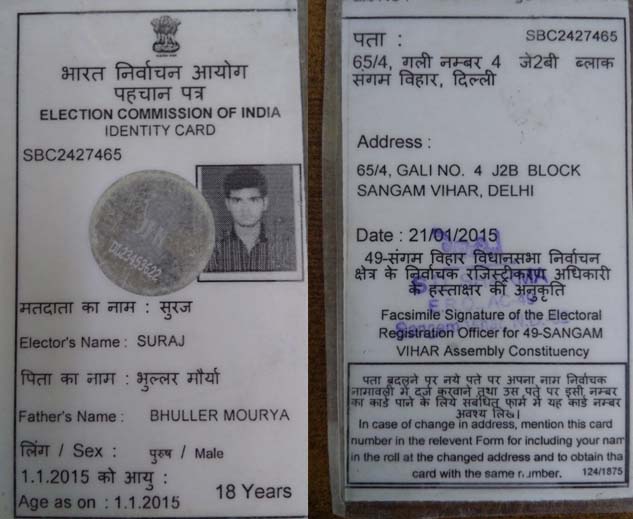 भारत निर्वाचन आयोग
पहचान पत्र
ELECTION COMMISSION OF INDIA
IDENTITY CARD
SBC2427465
मतदाता का नाम : सुरज
Elector's Name : SURAJ
पिता का नाम : भुल्लर मौर्या
Father's Name : BHULLER MOURYA
लिंग / Sex : पुरुष / Male
1.1.2015 को आयु :
Age as on : 1.1.2015 18 Years
पता : SBC2427465
65/4, गली नम्बर 4 जे2बी ब्लाक
संगम विहार, दिल्ली
Address :
65/4, GALI NO. 4 J2B BLOCK
SANGAM VIHAR, DELHI
Date : 21/01/2015
49-संगम विहार विधानसभा निर्वाचन
क्षेत्र के निर्वाचक रजिस्ट्रीकरण अधिकारी
के हस्ताक्षर की अनुकृति
Facsimile Signature of the Electoral
Registration Officer for 49-SANGAM
VIHAR Assembly Constituency
पता बदलने पर नये पते पर अपना नाम निर्वाचक
नामावली में दर्ज करवाने तथा उस पते पर इसी नम्बर
का कार्ड पाने के लिये संबंधित फार्म में यह कार्ड नम्बर
अवश्य लिखें।
In case of change in address, mention this card
number in the relevent Form for including your nam
in the roll at the changed address and to obtain tha
card with the same number. 124/1875